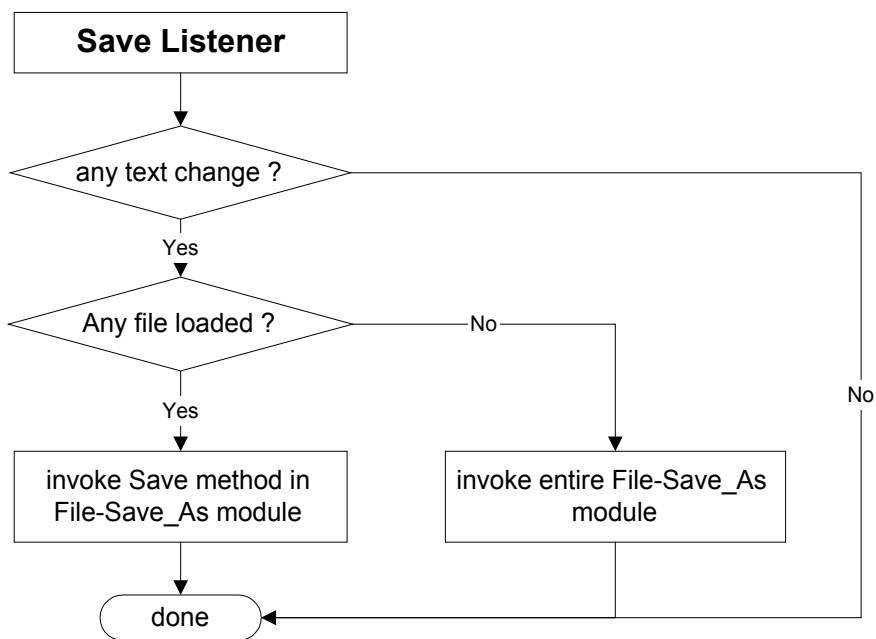 Save Listener
any text change ?
Yes
Any file loaded ?
No
No
Yes
invoke Save method in
File-Save_As module
invoke entire File-Save_As
module
done